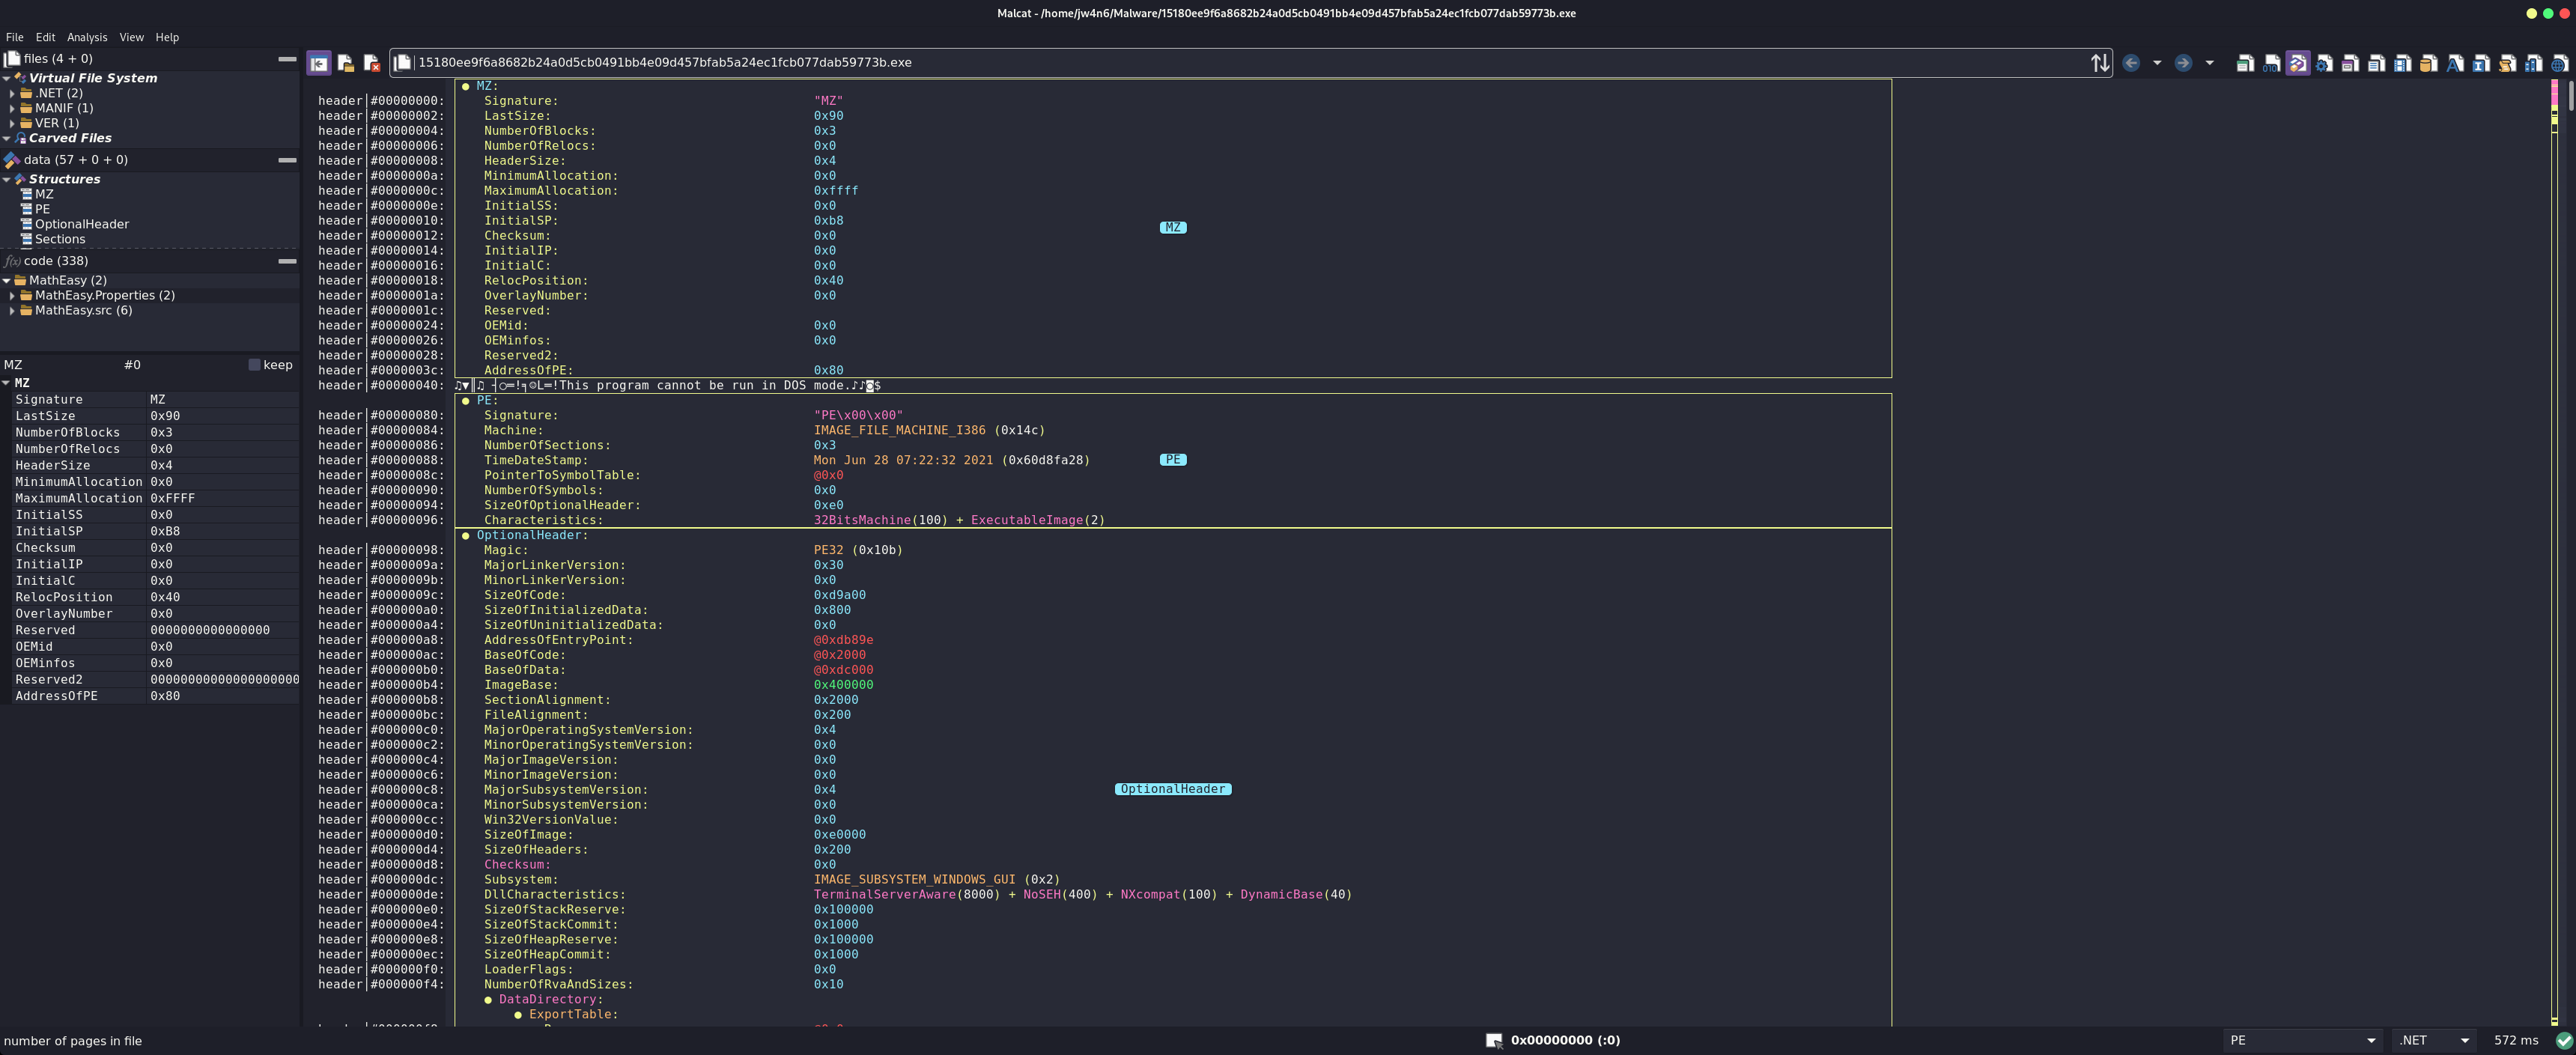 Malcat - /home/jw4n6/Malware/15180ee9f6a8682b24a0d5cb0491bb4e09d457bfab5a24ec1fcb077dab59773b.exe
File Edit Analysis View Help
files (4 + 0)
Virtual File System
.NET (2)
MANIF (1)
VER (1)
Carved Files
data (57 + 0 + 0)
Structures
MZ
PE
OptionalHeader
Sections
f(x) code (338)
MathEasy (2)
MathEasy.Properties (2)
MathEasy.src (6)
MZ #0 keep
MZ
Signature MZ
LastSize 0x90
NumberOfBlocks 0x3
NumberOfRelocs 0x0
HeaderSize 0x4
MinimumAllocation 0x0
MaximumAllocation 0xFFFF
InitialSS 0x0
InitialSP 0xB8
Checksum 0x0
InitialIP 0x0
InitialC 0x0
RelocPosition 0x40
OverlayNumber 0x0
Reserved 0000000000000000
OEMid 0x0
OEMinfos 0x0
Reserved2 00000000000000000000
AddressOfPE 0x80
15180ee9f6a8682b24a0d5cb0491bb4e09d457bfab5a24ec1fcb077dab59773b.exe
MZ:
header|#00000000: Signature: "MZ"
header|#00000002: LastSize: 0x90
header|#00000004: NumberOfBlocks: 0x3
header|#00000006: NumberOfRelocs: 0x0
header|#00000008: HeaderSize: 0x4
header|#0000000a: MinimumAllocation: 0x0
header|#0000000c: MaximumAllocation: 0xffff
header|#0000000e: InitialSS: 0x0
header|#00000010: InitialSP: 0xb8
MZ
header|#00000012: Checksum: 0x0
header|#00000014: InitialIP: 0x0
header|#00000016: InitialC: 0x0
header|#00000018: RelocPosition: 0x40
header|#0000001a: OverlayNumber: 0x0
header|#0000001c: Reserved:
header|#00000024: OEMid: 0x0
header|#00000026: OEMinfos: 0x0
header|#00000028: Reserved2:
header|#0000003c: AddressOfPE: 0x80
header|#00000040: ♫▼║♫ ┤○═!╕☺L═!This program cannot be run in DOS mode.♪♪◙$
PE:
header|#00000080: Signature: "PE\x00\x00"
header|#00000084: Machine: IMAGE_FILE_MACHINE_I386 (0x14c)
header|#00000086: NumberOfSections: 0x3
header|#00000088: TimeDateStamp: Mon Jun 28 07:22:32 2021 (0x60d8fa28) PE
header|#0000008c: PointerToSymbolTable: @0x0
header|#00000090: NumberOfSymbols: 0x0
header|#00000094: SizeOfOptionalHeader: 0xe0
header|#00000096: Characteristics: 32BitsMachine(100) + ExecutableImage(2)
OptionalHeader:
header|#00000098: Magic: PE32 (0x10b)
header|#0000009a: MajorLinkerVersion: 0x30
header|#0000009b: MinorLinkerVersion: 0x0
header|#0000009c: SizeOfCode: 0xd9a00
header|#000000a0: SizeOfInitializedData: 0x800
header|#000000a4: SizeOfUninitializedData: 0x0
header|#000000a8: AddressOfEntryPoint: @0xdb89e
header|#000000ac: BaseOfCode: @0x2000
header|#000000b0: BaseOfData: @0xdc000
header|#000000b4: ImageBase: 0x400000
header|#000000b8: SectionAlignment: 0x2000
header|#000000bc: FileAlignment: 0x200
header|#000000c0: MajorOperatingSystemVersion: 0x4
header|#000000c2: MinorOperatingSystemVersion: 0x0
header|#000000c4: MajorImageVersion: 0x0
header|#000000c6: MinorImageVersion: 0x0
header|#000000c8: MajorSubsystemVersion: 0x4 OptionalHeader
header|#000000ca: MinorSubsystemVersion: 0x0
header|#000000cc: Win32VersionValue: 0x0
header|#000000d0: SizeOfImage: 0xe0000
header|#000000d4: SizeOfHeaders: 0x200
header|#000000d8: Checksum: 0x0
header|#000000dc: Subsystem: IMAGE_SUBSYSTEM_WINDOWS_GUI (0x2)
header|#000000de: DllCharacteristics: TerminalServerAware(8000) + NoSEH(400) + NXcompat(100) + DynamicBase(40)
header|#000000e0: SizeOfStackReserve: 0x100000
header|#000000e4: SizeOfStackCommit: 0x1000
header|#000000e8: SizeOfHeapReserve: 0x100000
header|#000000ec: SizeOfHeapCommit: 0x1000
header|#000000f0: LoaderFlags: 0x0
header|#000000f4: NumberOfRvaAndSizes: 0x10
DataDirectory:
ExportTable:
number of pages in file
0x00000000 (:0)
PE
.NET
572 ms